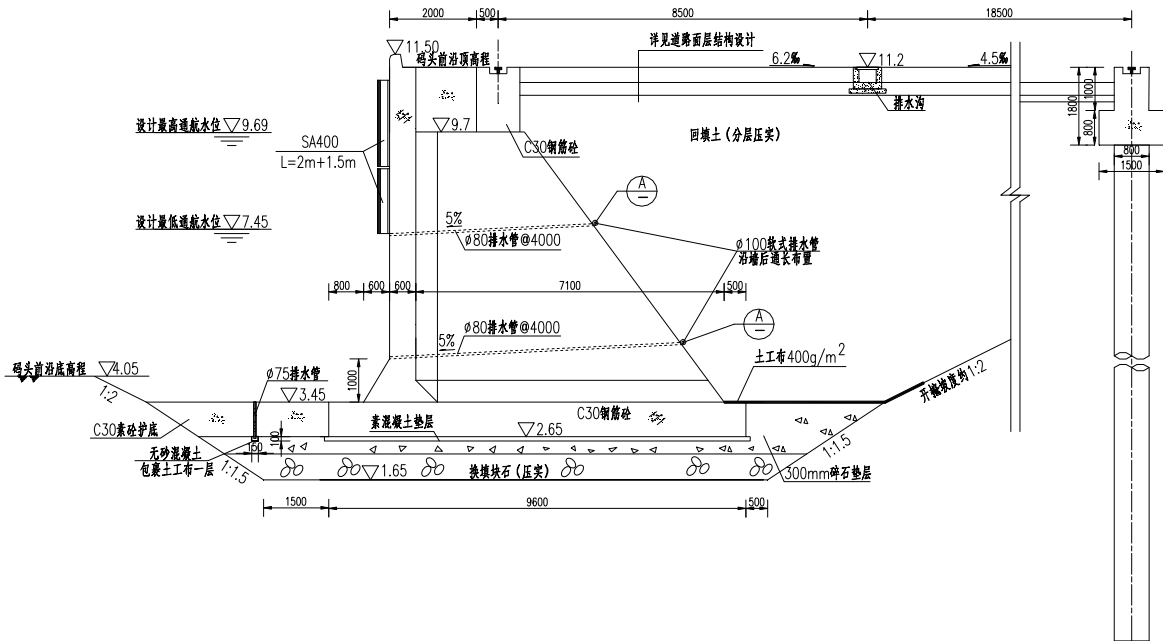 2000
500
8500
18500
11.50
码头前沿顶高程
详见道路面层结构设计
6.2‰
11.2
4.5‰
排水沟
1000
1800
800
800
1500
设计最高通航水位
9.69
SA400
L=2m+1.5m
9.7
C30钢筋砼
回填土(分层压实)
A
设计最低通航水位
7.45
5%
ø80排水管@4000
ø100软式排水管
沿墙后通长布置
800
600
600
7100
500
A
5%
ø80排水管@4000
土工布400g/m²
码头前沿底高程
4.05
1:2
ø75排水管
1000
3.45
开挖坡度约1:2
C30素砼护底
C30钢筋砼
素混凝土垫层
2.65
100
150
无砂混凝土
包裹土工布一层
1:1.5
1.65
换填块石(压实)
1:1.5
300mm碎石垫层
1500
9600
500